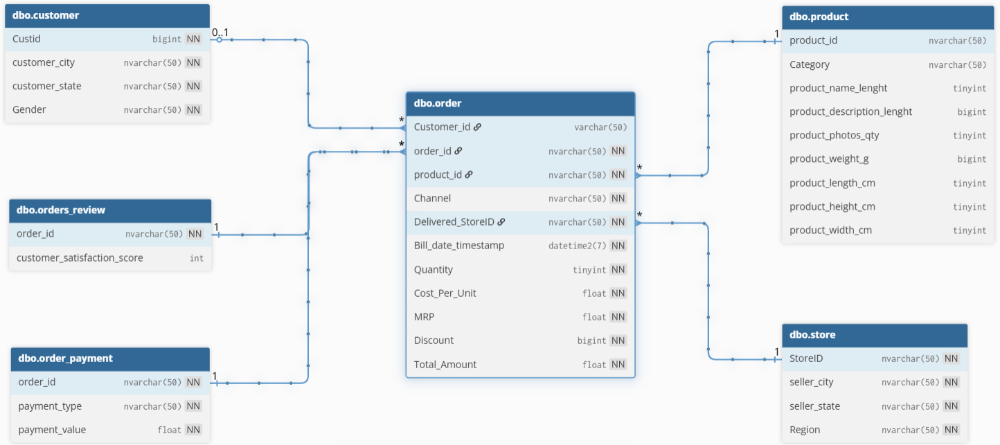 dbo.customer
Custid bigint NN
customer_city nvarchar(50) NN
customer_state nvarchar(50) NN
Gender nvarchar(50) NN
0..1
*
dbo.orders_review
order_id nvarchar(50) NN
customer_satisfaction_score int
1
*
dbo.order_payment
order_id nvarchar(50) NN
payment_type nvarchar(50) NN
payment_value float NN
1
dbo.order
Customer_id varchar(50)
order_id nvarchar(50) NN
product_id nvarchar(50) NN
Channel nvarchar(50) NN
Delivered_StoreID nvarchar(50) NN
Bill_date_timestamp datetime2(7) NN
Quantity tinyint NN
Cost_Per_Unit float NN
MRP float NN
Discount bigint NN
Total_Amount float NN
*
*
1
dbo.product
product_id nvarchar(50)
Category nvarchar(50)
product_name_lenght tinyint
product_description_lenght bigint
product_photos_qty tinyint
product_weight_g bigint
product_length_cm tinyint
product_height_cm tinyint
product_width_cm tinyint
1
dbo.store
StoreID nvarchar(50) NN
seller_city nvarchar(50) NN
seller_state nvarchar(50) NN
Region nvarchar(50) NN